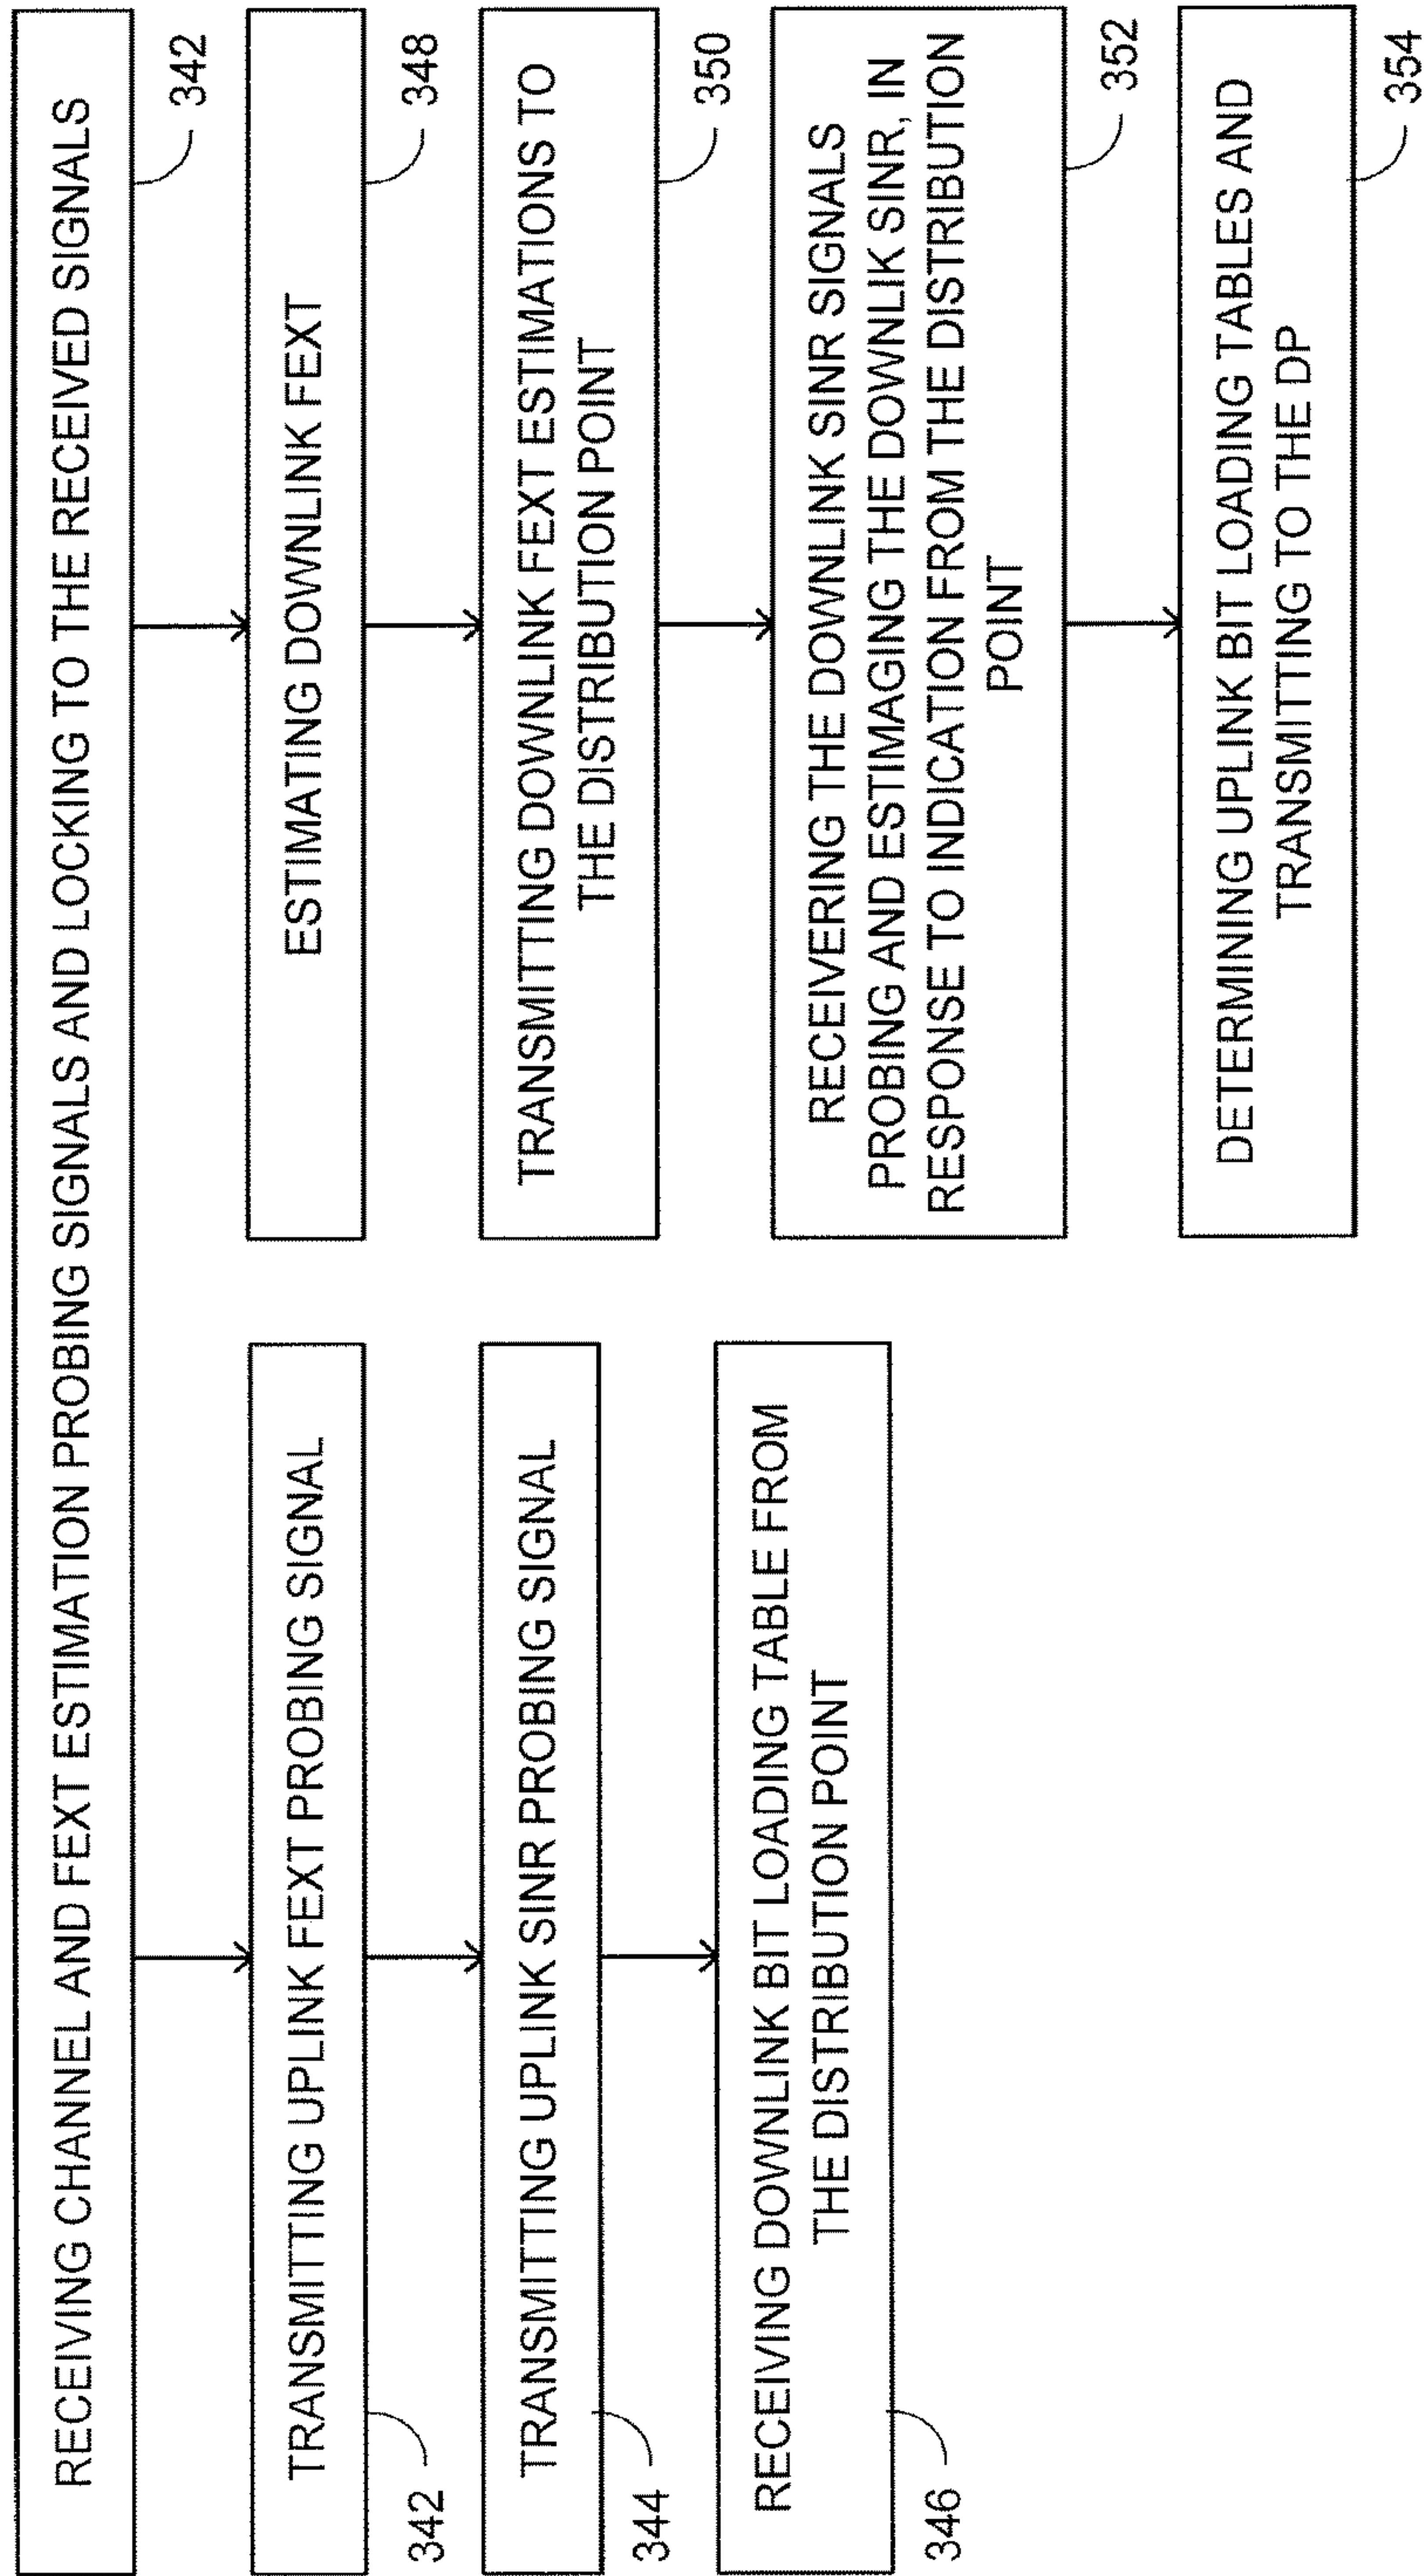 RECEIVING CHANNEL AND FEXT ESTIMATION PROBING SIGNALS AND LOCKING TO THE RECEIVED SIGNALS
342
TRANSMITTING UPLINK FEXT PROBING SIGNAL
342
TRANSMITTING UPLINK SINR PROBING SIGNAL
344
RECEIVING DOWNLINK BIT LOADING TABLE FROM
THE DISTRIBUTION POINT
346
ESTIMATING DOWNLINK FEXT
348
TRANSMITTING DOWNLINK FEXT ESTIMATIONS TO
THE DISTRIBUTION POINT
350
RECEIVERING THE DOWNLINK SINR SIGNALS
PROBING AND ESTIMAGING THE DOWNLIK SINR, IN
RESPONSE TO INDICATION FROM THE DISTRIBUTION
POINT
352
DETERMINING UPLINK BIT LOADING TABLES AND
TRANSMITTING TO THE DP
354